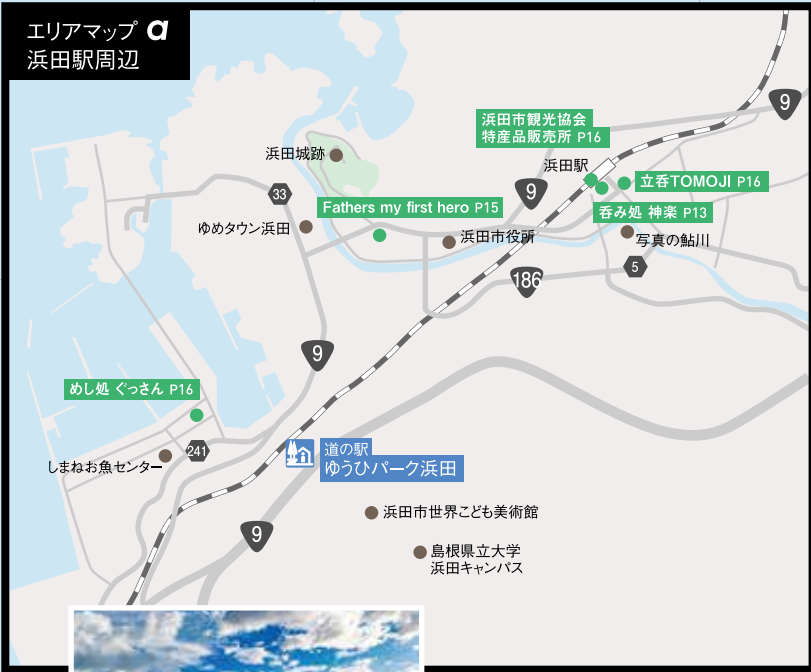 エリアマップ a
浜田駅周辺
9
浜田市観光協会
特産品販売所 P16
浜田城跡
浜田駅
立呑TOMOJI P16
33
9
Fathers my first hero P15
呑み処 神楽 P13
ゆめタウン浜田
浜田市役所
写真の鮎川
5
186
9
めし処 ぐっさん P16
241
道の駅
ゆうひパーク浜田
しまねお魚センター
浜田市世界こども美術館
9
島根県立大学
浜田キャンパス